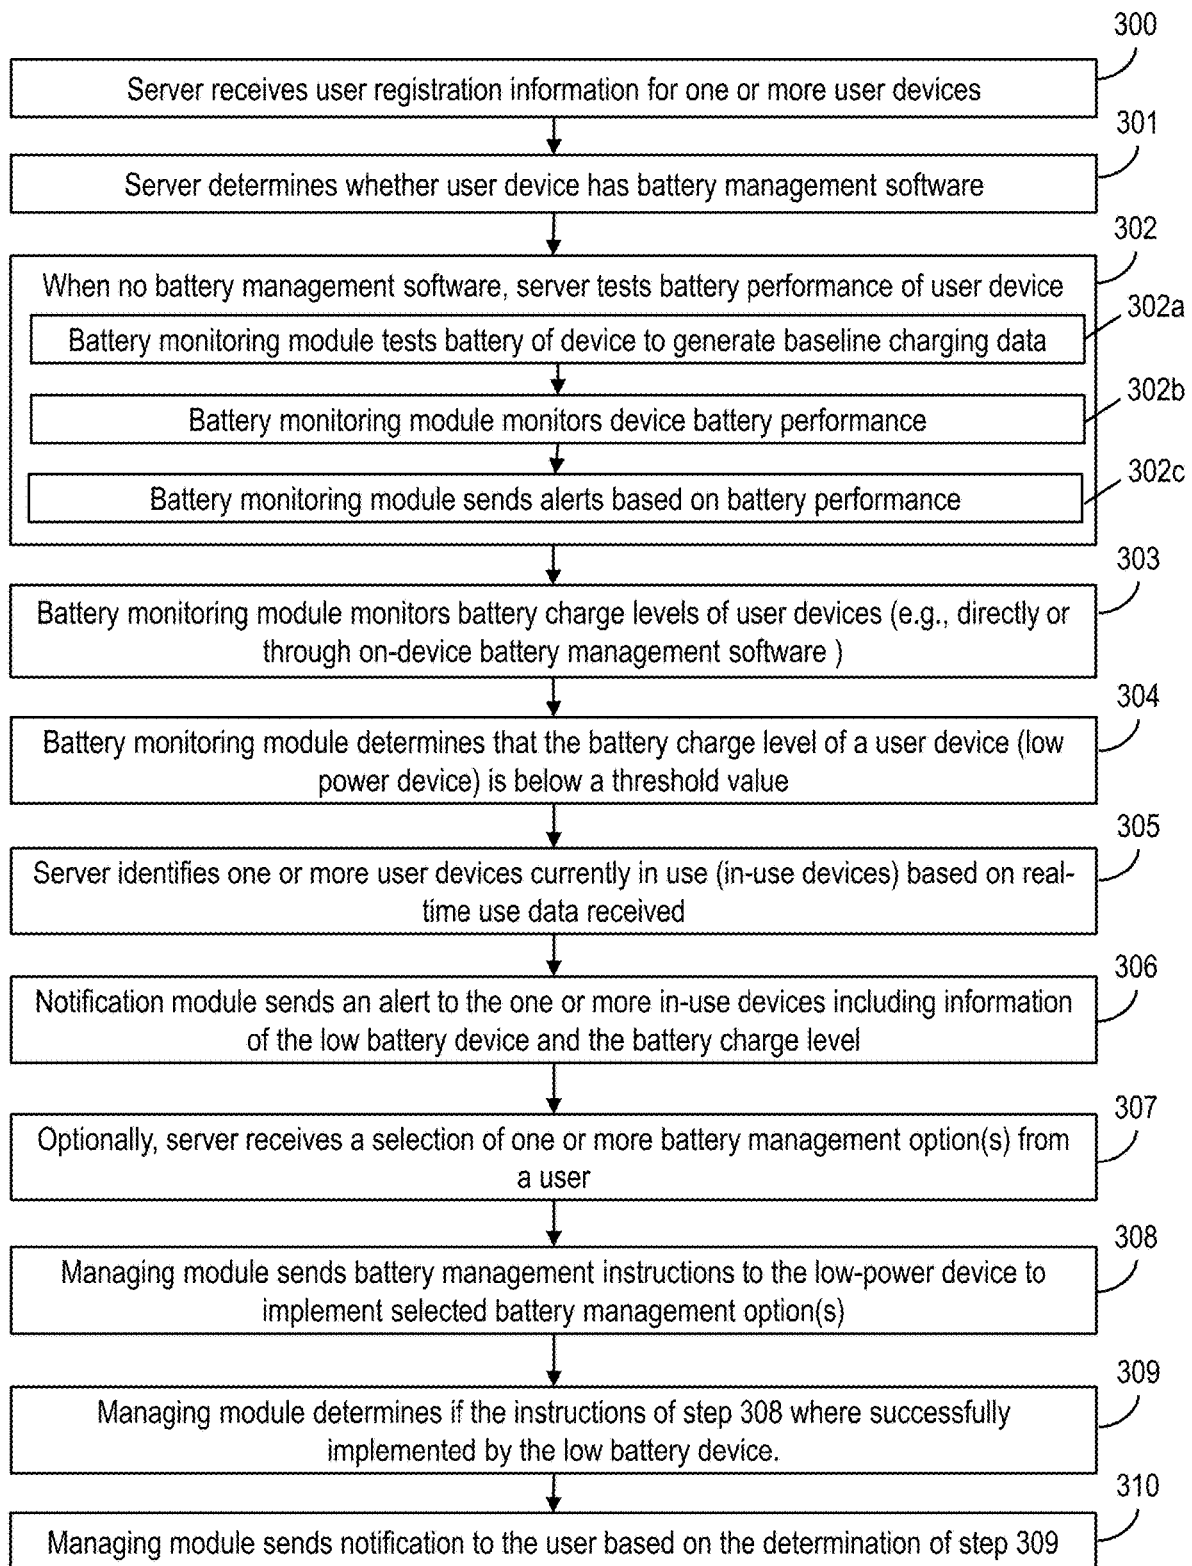 300
Server receives user registration information for one or more user devices
301
Server determines whether user device has battery management software
302
When no battery management software, server tests battery performance of user device
302a
Battery monitoring module tests battery of device to generate baseline charging data
302b
Battery monitoring module monitors device battery performance
302c
Battery monitoring module sends alerts based on battery performance
303
Battery monitoring module monitors battery charge levels of user devices (e.g., directly or
through on-device battery management software )
304
Battery monitoring module determines that the battery charge level of a user device (low
power device) is below a threshold value
305
Server identifies one or more user devices currently in use (in-use devices) based on real-
time use data received
306
Notification module sends an alert to the one or more in-use devices including information
of the low battery device and the battery charge level
307
Optionally, server receives a selection of one or more battery management option(s) from
a user
308
Managing module sends battery management instructions to the low-power device to
implement selected battery management option(s)
309
Managing module determines if the instructions of step 308 where successfully
implemented by the low battery device.
310
Managing module sends notification to the user based on the determination of step 309